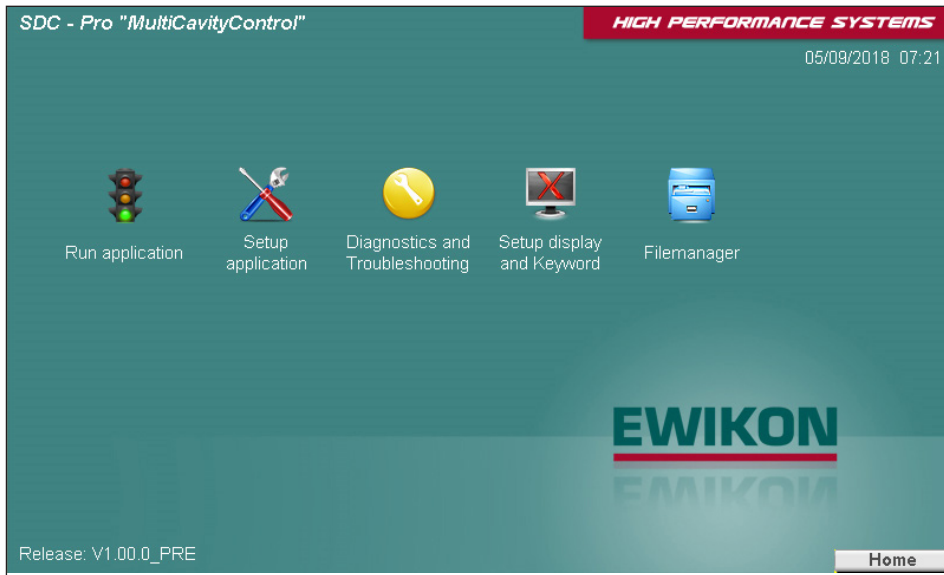 SDC - Pro "MultiCavityControl"
HIGH PERFORMANCE SYSTEMS
05/09/2018 07:21
Run application
Setup
application
Diagnostics and
Troubleshooting
Setup display
and Keyword
Filemanager
EWIKON
Release: V1.00.0_PRE
Home